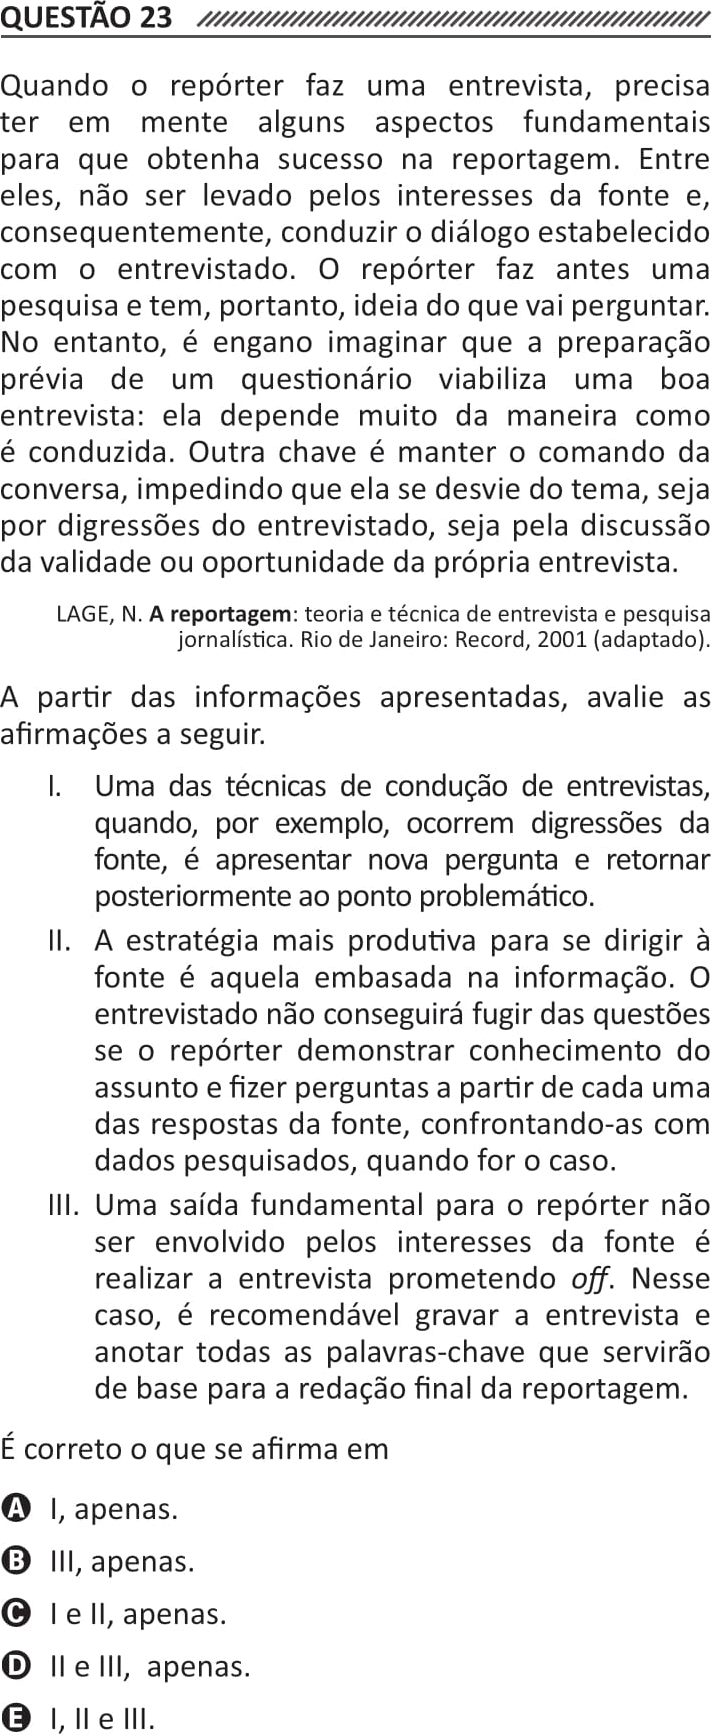 QUESTÃO 23
Quando o repórter faz uma entrevista, precisa
ter em mente alguns aspectos fundamentais
para que obtenha sucesso na reportagem. Entre
eles, não ser levado pelos interesses da fonte e,
consequentemente, conduzir o diálogo estabelecido
com o entrevistado. O repórter faz antes uma
pesquisa e tem, portanto, ideia do que vai perguntar.
No entanto, é engano imaginar que a preparação
prévia de um questionário viabiliza uma boa
entrevista: ela depende muito da maneira como
é conduzida. Outra chave é manter o comando da
conversa, impedindo que ela se desvie do tema, seja
por digressões do entrevistado, seja pela discussão
da validade ou oportunidade da própria entrevista.
LAGE, N. A reportagem: teoria e técnica de entrevista e pesquisa
jornalística. Rio de Janeiro: Record, 2001 (adaptado).
A partir das informações apresentadas, avalie as
afirmações a seguir.
I. Uma das técnicas de condução de entrevistas,
quando, por exemplo, ocorrem digressões da
fonte, é apresentar nova pergunta e retornar
posteriormente ao ponto problemático.
II. A estratégia mais produtiva para se dirigir à
fonte é aquela embasada na informação. O
entrevistado não conseguirá fugir das questões
se o repórter demonstrar conhecimento do
assunto e fizer perguntas a partir de cada uma
das respostas da fonte, confrontando-as com
dados pesquisados, quando for o caso.
III. Uma saída fundamental para o repórter não
ser envolvido pelos interesses da fonte é
realizar a entrevista prometendo off. Nesse
caso, é recomendável gravar a entrevista e
anotar todas as palavras-chave que servirão
de base para a redação final da reportagem.
É correto o que se afirma em
A I, apenas.
B III, apenas.
C I e II, apenas.
D II e III, apenas.
E I, II e III.